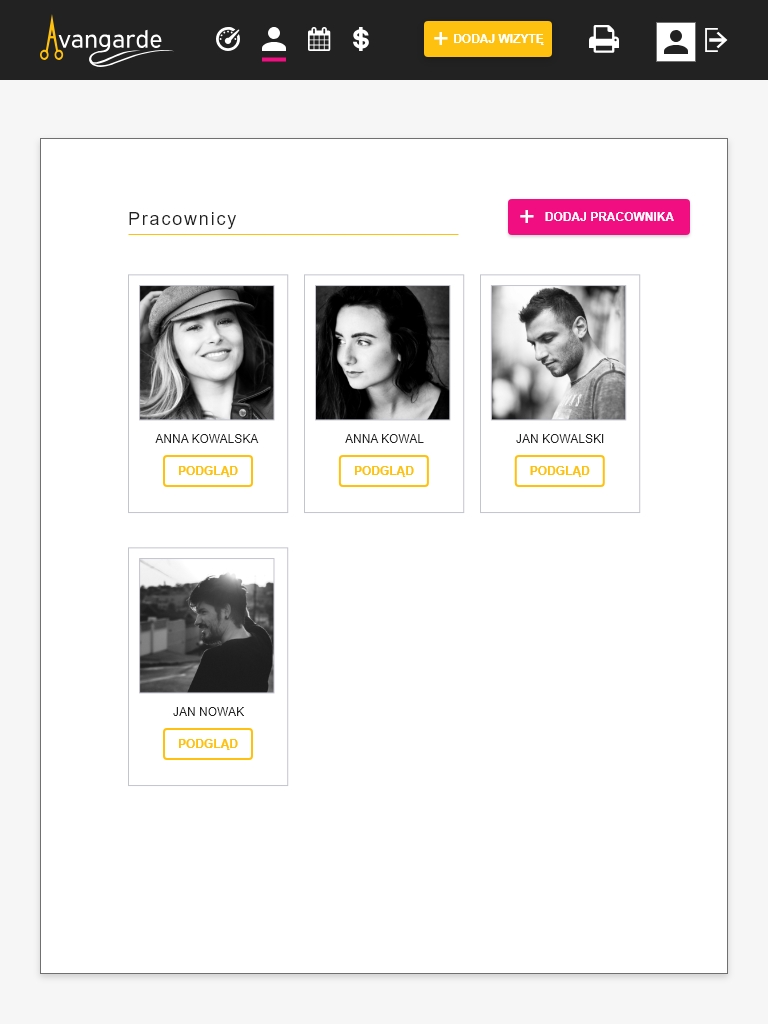 Avangarde
DODAJ WIZYTĘ
Pracownicy
DODAJ PRACOWNIKA
ANNA KOWALSKA
PODGLĄD
ANNA KOWAL
PODGLĄD
JAN KOWALSKI
PODGLĄD
JAN NOWAK
PODGLĄD